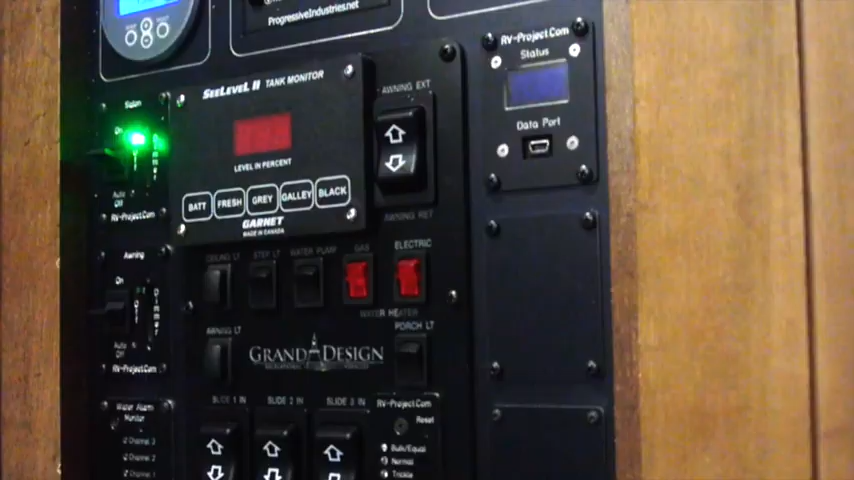 ProgressiveIndustries.net
RV-Project.Com
Status
Data Port
SEELEVEL II TANK MONITOR
LEVEL IN PERCENT
BATT FRESH GREY GALLEY BLACK
GARNET
MADE IN CANADA
AWNING EXT
AWNING RET
On
Auto
Off
RV-Project.Com
Awning
On
Off
Dimmer
Auto
Off
RV-Project.Com
CEILING LT STEP LT WATER PUMP GAS ELECTRIC
WATER HEATER
AWNING LT
PORCH LT
GRAND DESIGN
SLIDE 1 IN SLIDE 2 IN SLIDE 3 IN
RV-Project.Com
Reset
Bulk/Equal
Normal
Trickle
Water Alarm
Monitor
Channel 3
Channel 2
Channel 1